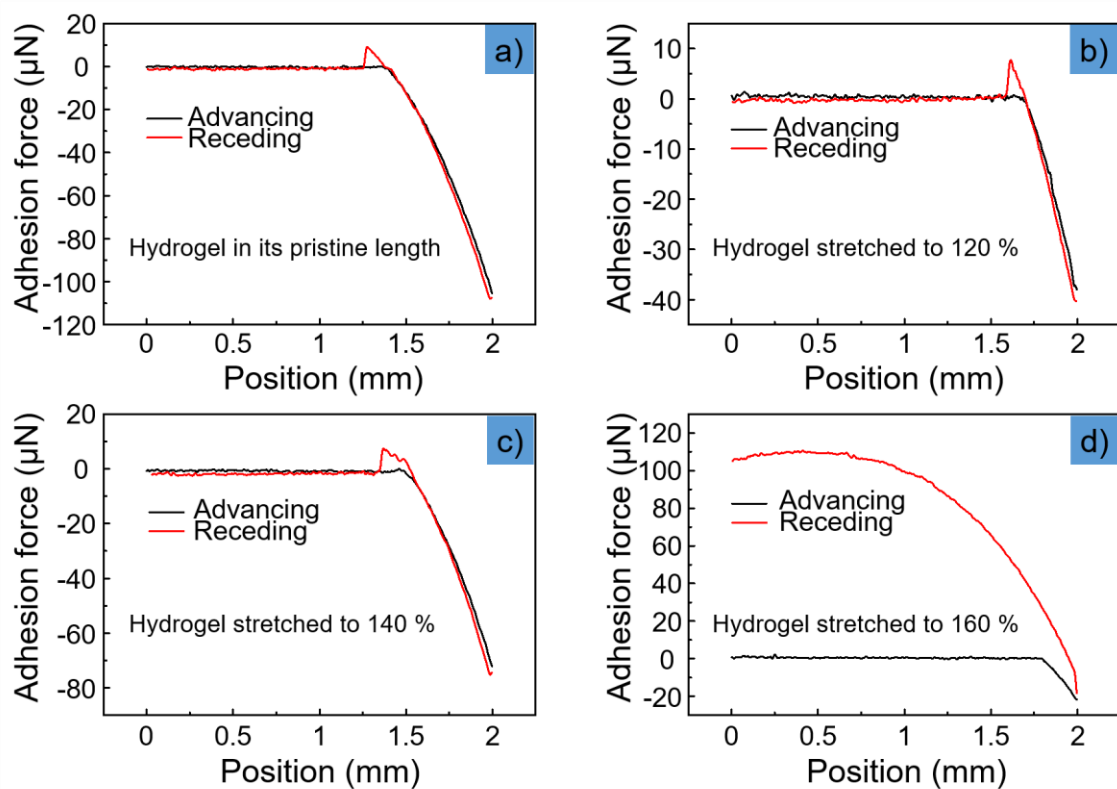 a)
Adhesion force (μN)
20
0
-20
-40
-60
-80
-100
-120
Advancing
Receding
Hydrogel in its pristine length
0
0.5
1
1.5
2
Position (mm)
b)
Adhesion force (μN)
10
0
-10
-20
-30
-40
Advancing
Receding
Hydrogel stretched to 120 %
0
0.5
1
1.5
2
Position (mm)
c)
Adhesion force (μN)
20
0
-20
-40
-60
-80
Advancing
Receding
Hydrogel stretched to 140 %
0
0.5
1
1.5
2
Position (mm)
d)
Adhesion force (μN)
120
100
80
60
40
20
0
-20
Advancing
Receding
Hydrogel stretched to 160 %
0
0.5
1
1.5
2
Position (mm)